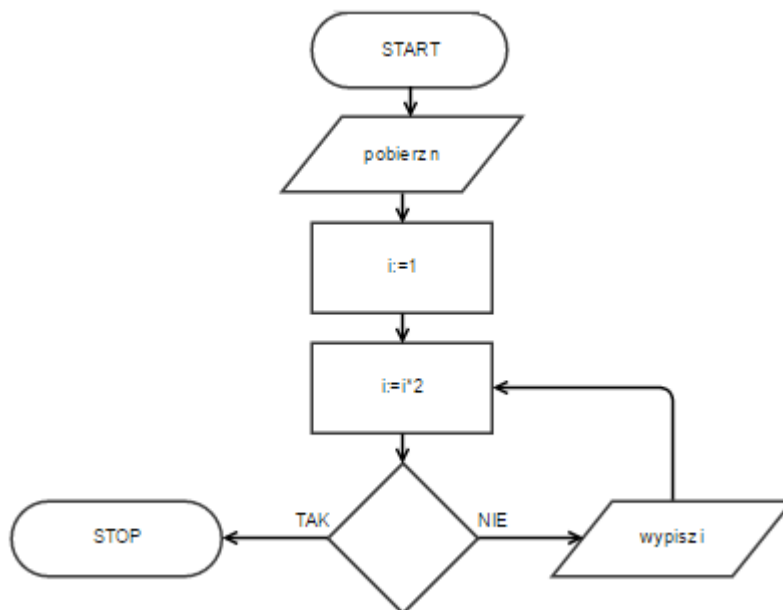 START
pobierz n
i:=1
i:=i*2
TAK
NIE
STOP
wypisz i